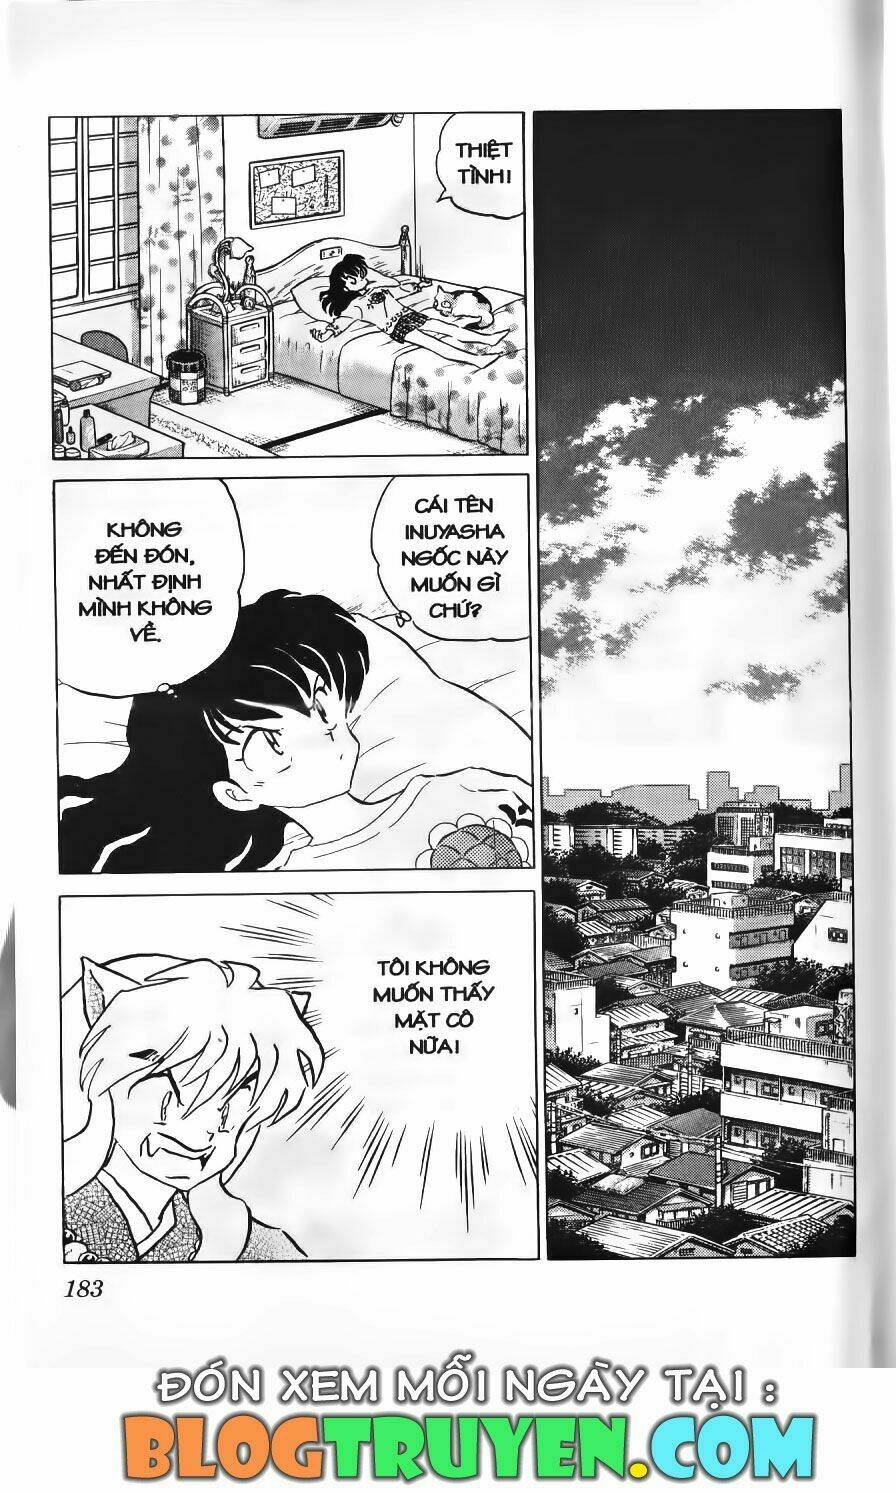 THIỆT
TÌNH!
CÁI TÊN
INUYASHA
NGỐC NÀY
MUỐN GÌ
CHỨ?
KHÔNG
ĐẾN ĐÓN,
NHẤT ĐỊNH
MÌNH KHÔNG
VỀ.
TÔI KHÔNG
MUỐN THẤY
MẶT CÔ
NỮA!
183
ĐÓN XEM MỖI NGÀY TẠI :
BLOGTRUYEN.COM